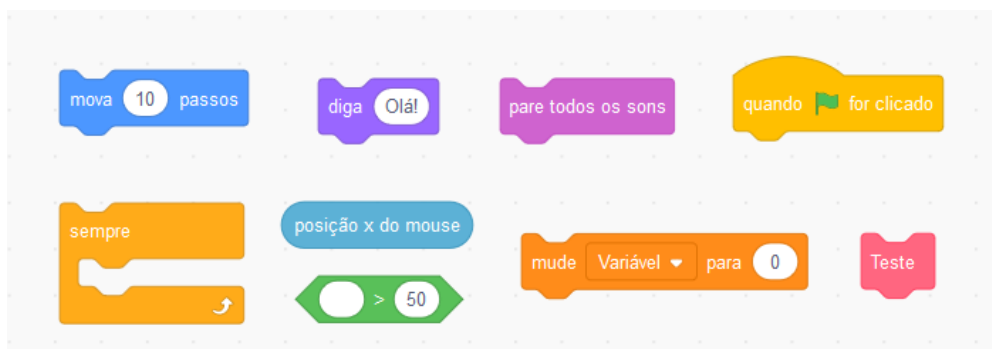 mova 10 passos
diga Olá!
pare todos os sons
quando for clicado
sempre
posição x do mouse
> 50
mude Variável para 0
Teste